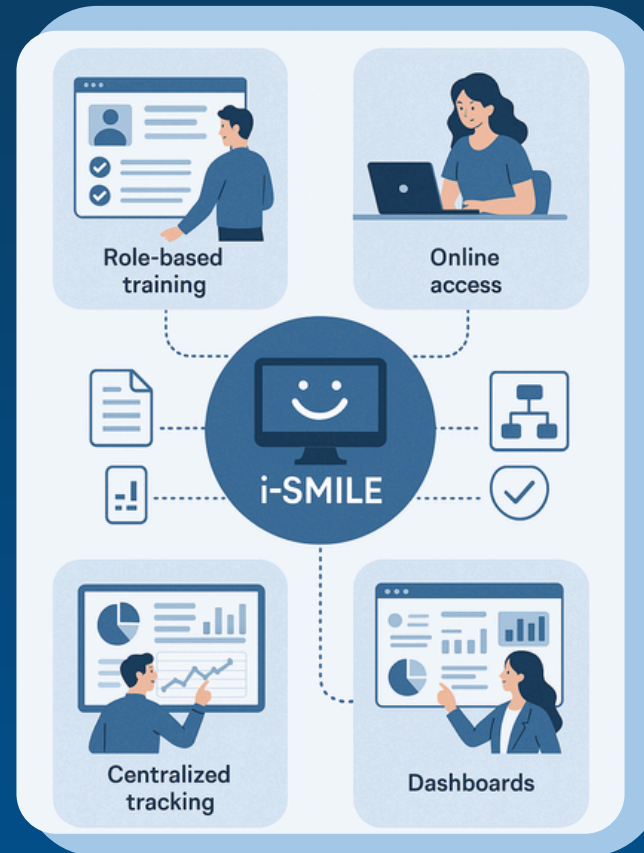 Role-based
training
Online
access
i-SMILE
Centralized
tracking
Dashboards